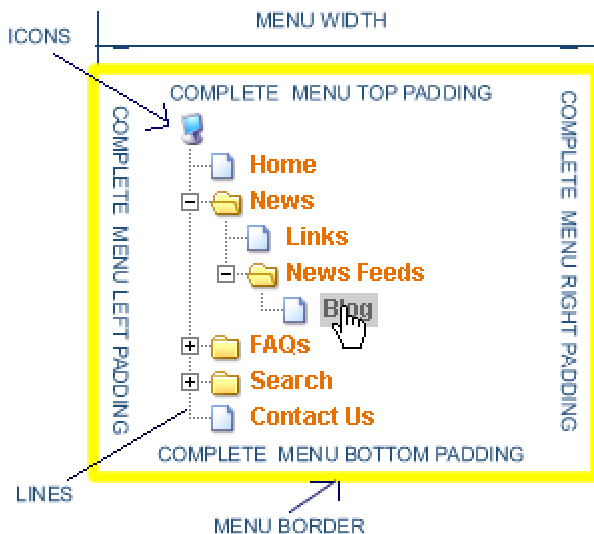 MENU WIDTH
ICONS
COMPLETE MENU TOP PADDING
COMPLETE MENU LEFT PADDING
COMPLETE MENU RIGHT PADDING
Home
News
Links
News Feeds
Blog
FAQs
Search
Contact Us
COMPLETE MENU BOTTOM PADDING
LINES
MENU BORDER